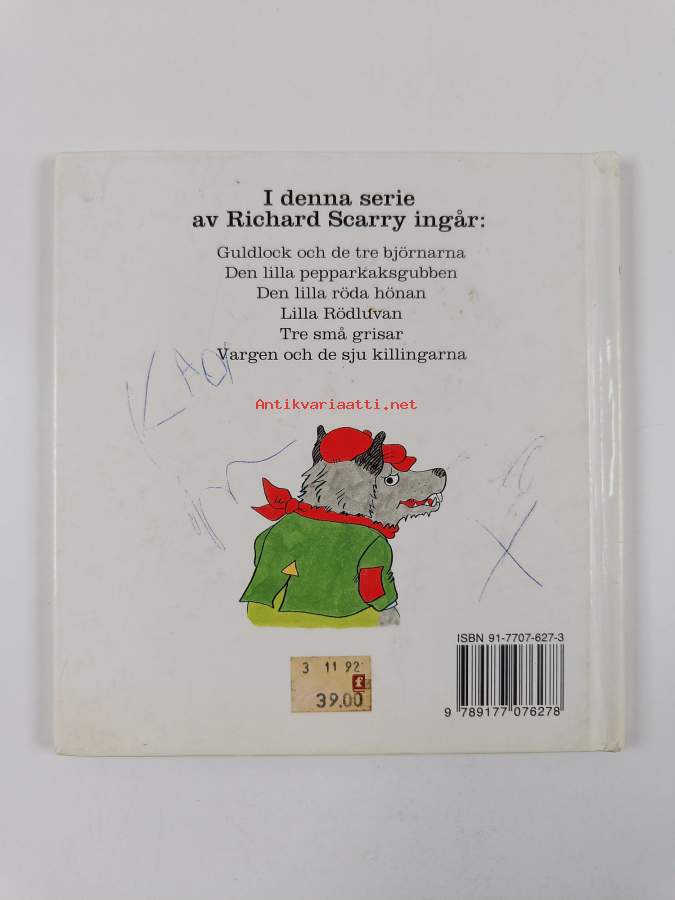 I denna serie
av Richard Scarry ingår:
Guldlock och de tre björnarna
Den lilla pepparkaksgubben
Den lilla röda hönan
Lilla Rödluvan
Tre små grisar
Vargen och de sju killingarna
Antikvariaatti.net
ISBN 91-7707-627-3
3 11 92
f
39.00
9 789177 076278
X